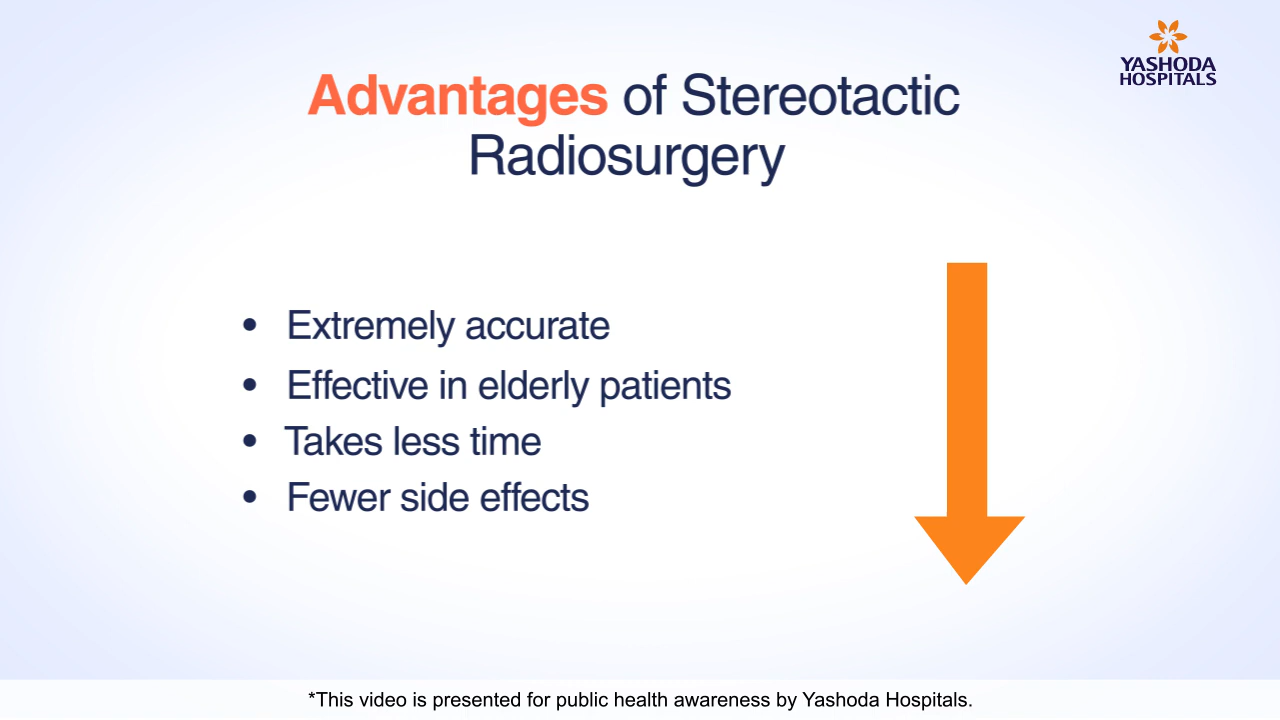 YASHODA
HOSPITALS
Advantages of Stereotactic
Radiosurgery
• Extremely accurate
• Effective in elderly patients
• Takes less time
• Fewer side effects
*This video is presented for public health awareness by Yashoda Hospitals.